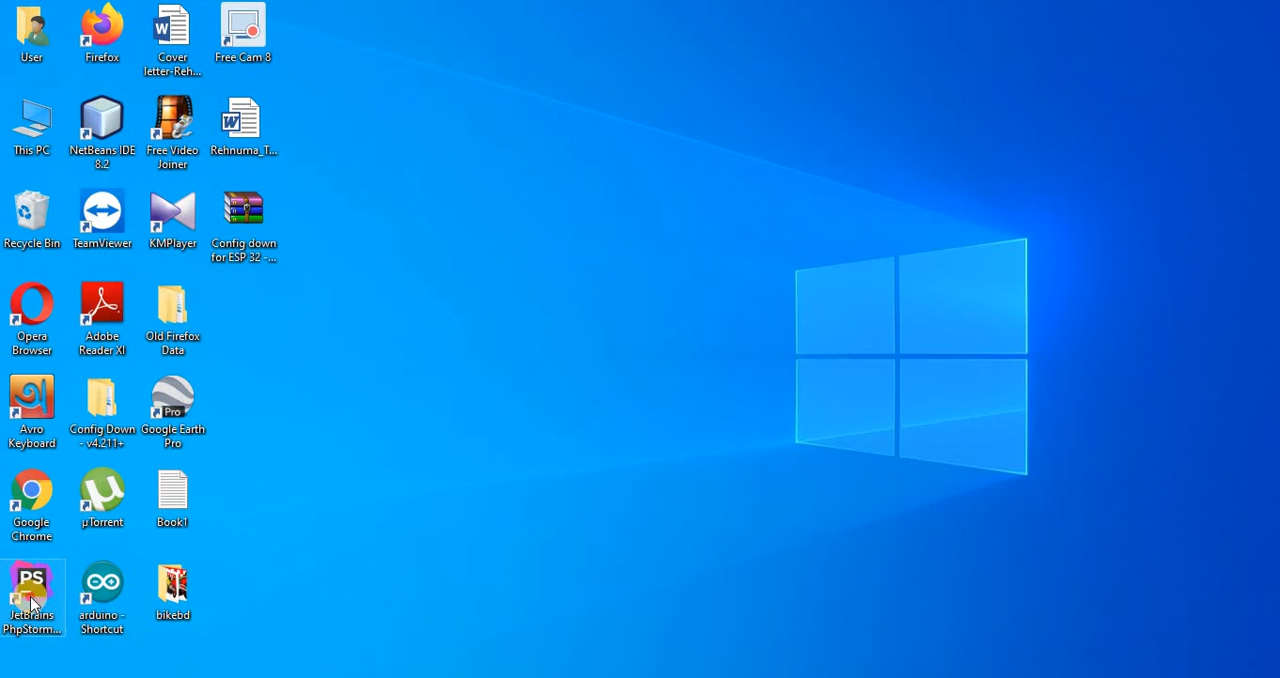 User
Firefox
Cover
letter-Reh...
Free Cam 8
This PC
NetBeans IDE
8.2
Free Video
Joiner
Rehnuma_T...
Recycle Bin
TeamViewer
KMPlayer
Config down
for ESP 32 -...
Opera
Browser
Adobe
Reader XI
Old Firefox
Data
Avro
Keyboard
Config Down
- v4.211+
Pro
Google Earth
Pro
Google
Chrome
µTorrent
Book1
PS
JetBrains
PhpStorm...
arduino -
Shortcut
bikebd